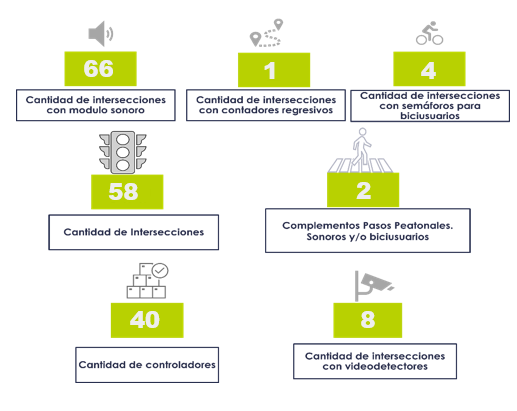 66
Cantidad de intersecciones
con modulo sonoro
1
Cantidad de intersecciones
con contadores regresivos
4
Cantidad de intersecciones
con semáforos para
biciusuarios
58
Cantidad de Intersecciones
2
Complementos Pasos Peatonales.
Sonoros y/o biciusuarios
40
Cantidad de controladores
8
Cantidad de intersecciones
con videodetectores